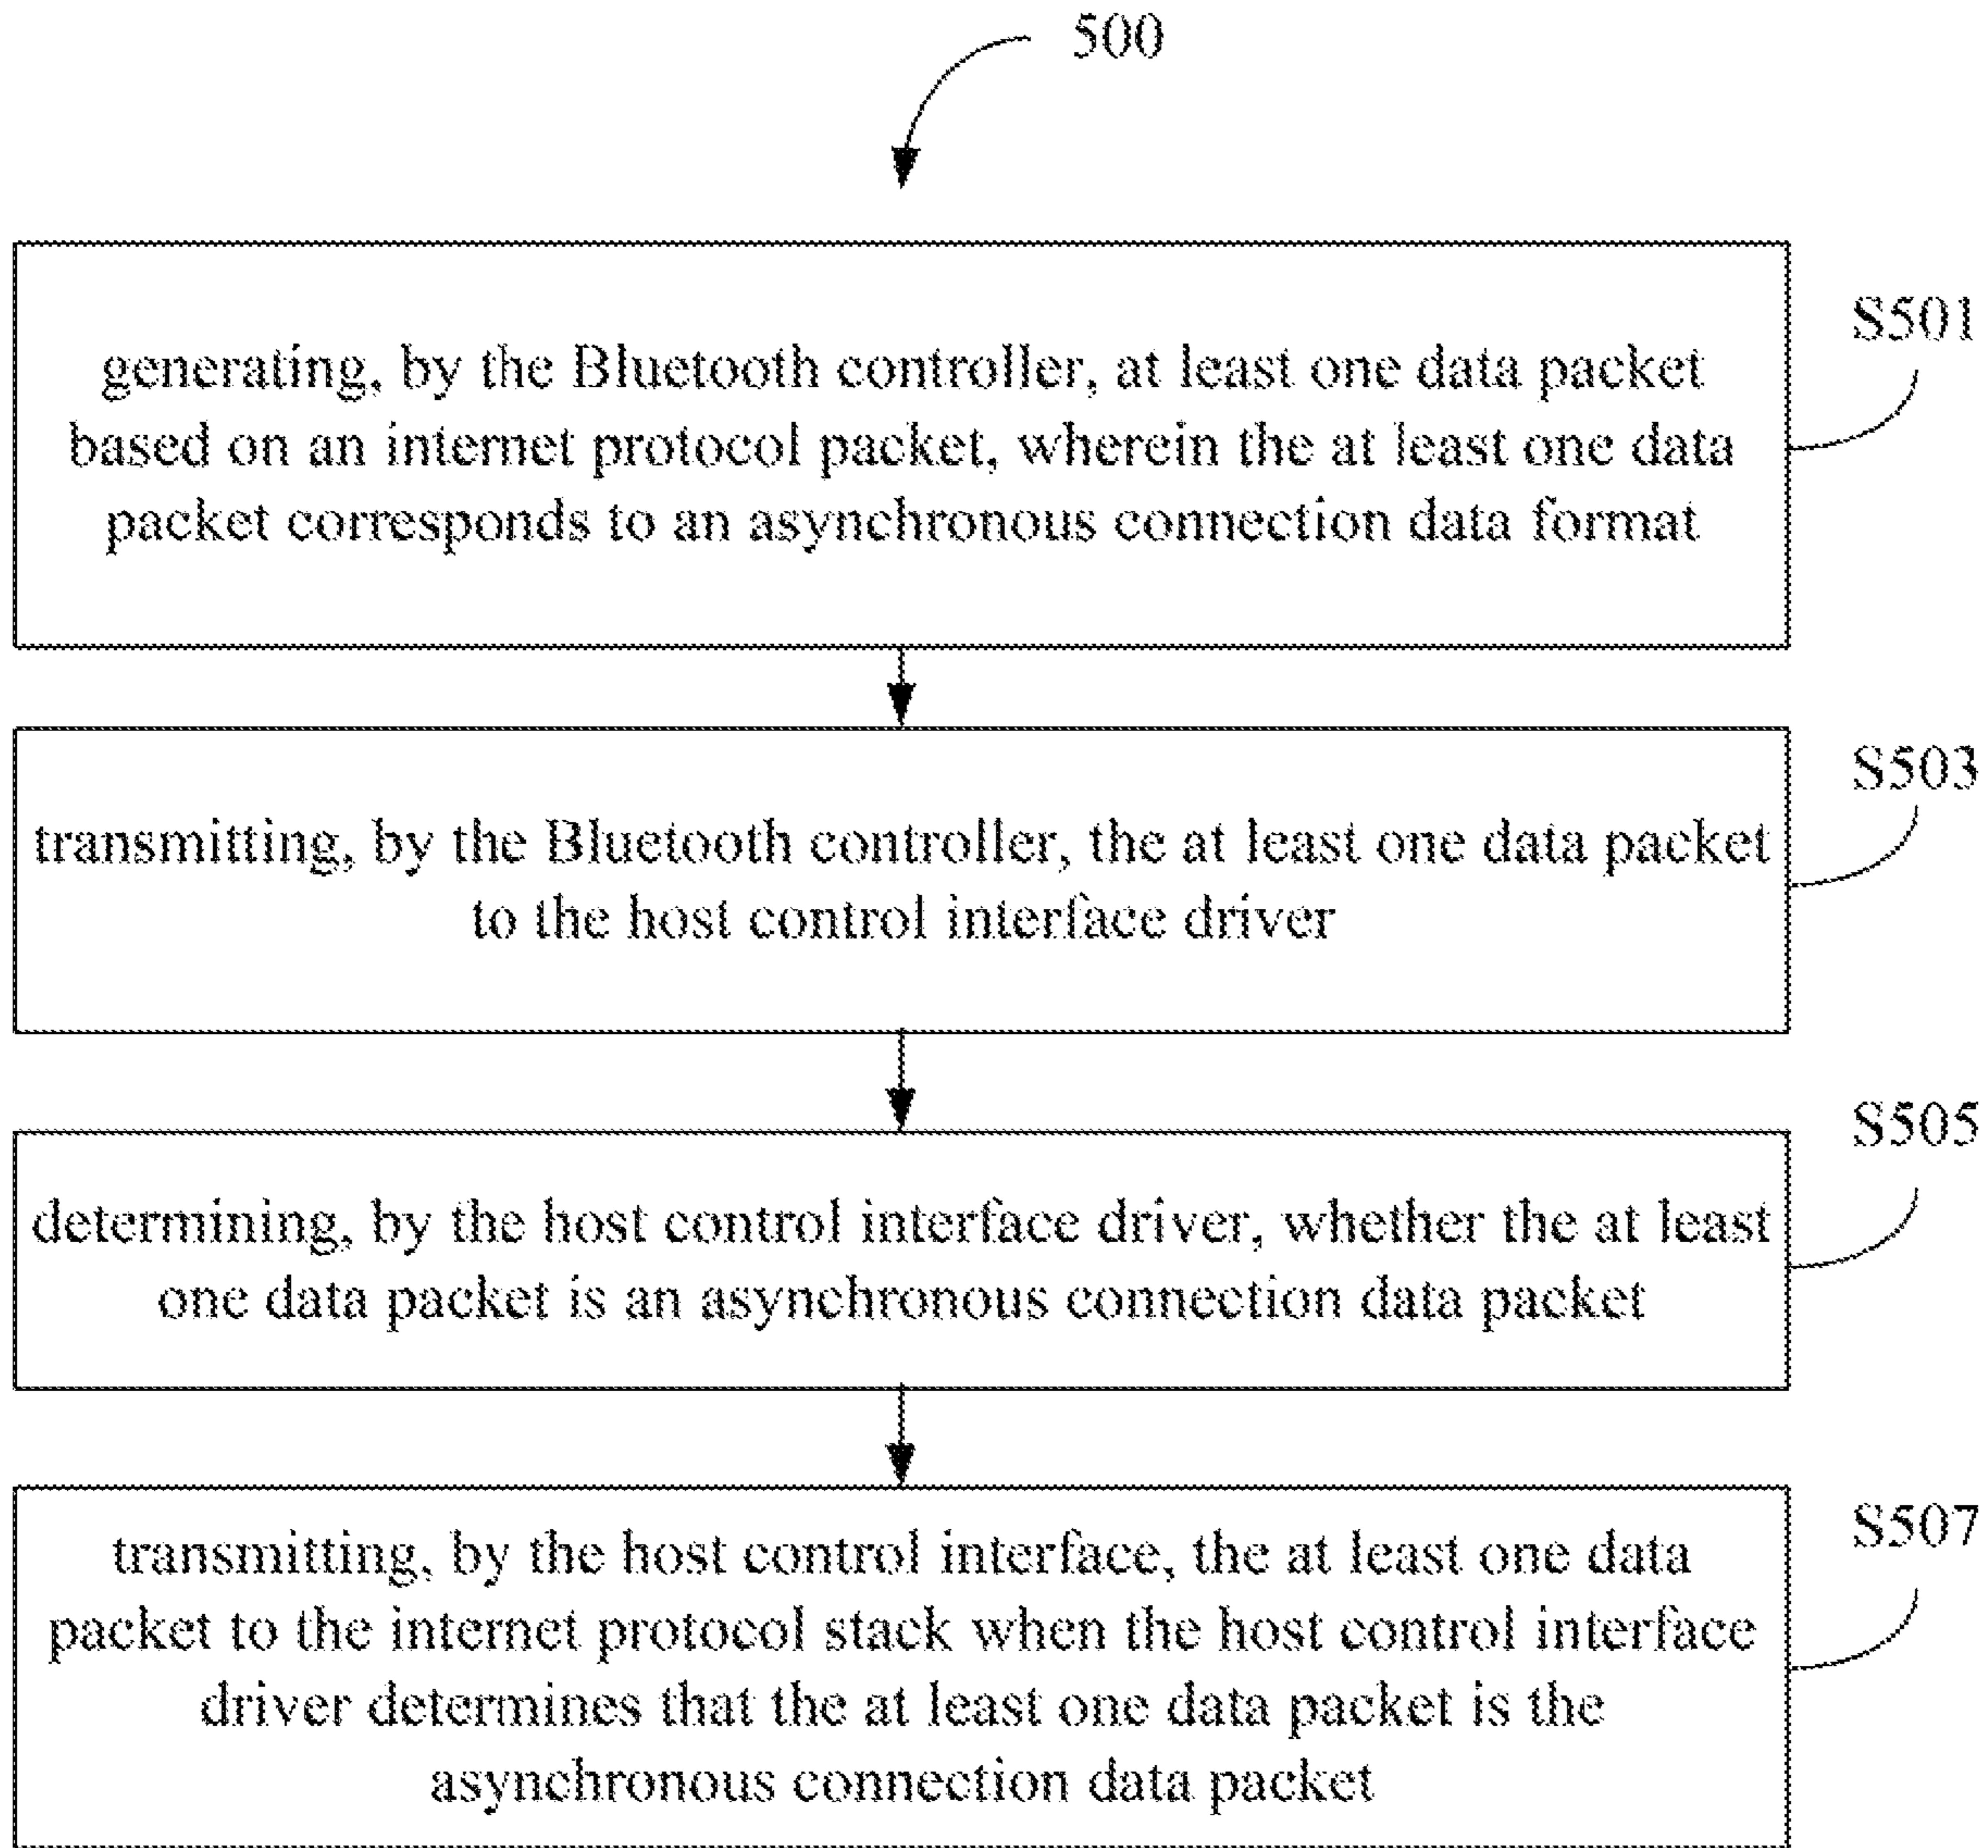 500
S501
generating, by the Bluetooth controller, at least one data packet
based on an internet protocol packet, wherein the at least one data
packet corresponds to an asynchronous connection data format
S503
transmitting, by the Bluetooth controller, the at least one data packet
to the host control interface driver
S505
determining, by the host control interface driver, whether the at least
one data packet is an asynchronous connection data packet
S507
transmitting, by the host control interface, the at least one data
packet to the internet protocol stack when the host control interface
driver determines that the at least one data packet is the
asynchronous connection data packet